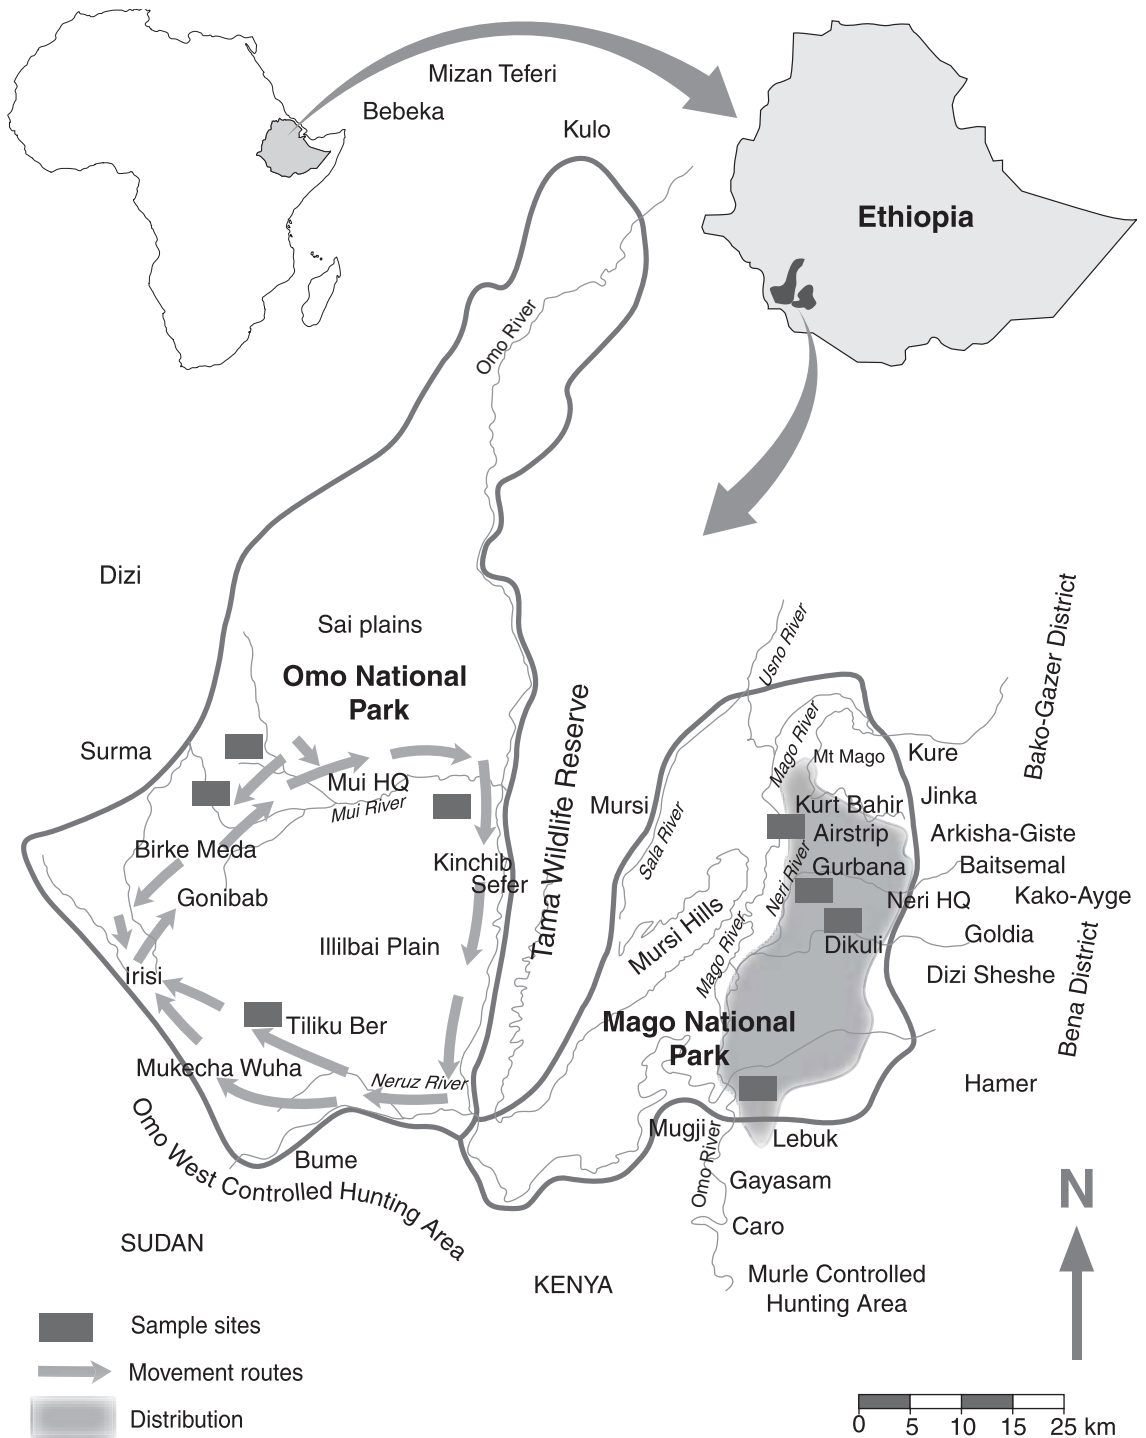 Mizan Teferi
Bebeka
Kulo
Ethiopia
Omo River
Dizi
Sai plains
Omo National
Park
Usno River
Bako-Gazer District
Surma
Mui HQ
Mui River
Tama Wildlife Reserve
Mago River
Mt Mago
Kure
Mursi
Sala River
Kurt Bahir
Jinka
Airstrip
Arkisha-Giste
Birke Meda
Kinchib
Sefer
Gurbana
Baitsemal
Neri River
Gonibab
Neri HQ
Kako-Ayge
Mursi Hills
Mago River
Illilbai Plain
Dikuli
Goldia
Irisi
Dizi Sheshe
Bena District
Tiliku Ber
Mago National
Park
Mukecha Wuha
Neruz River
Hamer
Omo West Controlled Hunting Area
Mugji
Lebuk
Omo River
Bume
Gayasam
N
Caro
SUDAN
KENYA
Murle Controlled
Hunting Area
Sample sites
Movement routes
Distribution
0 5 10 15 25 km